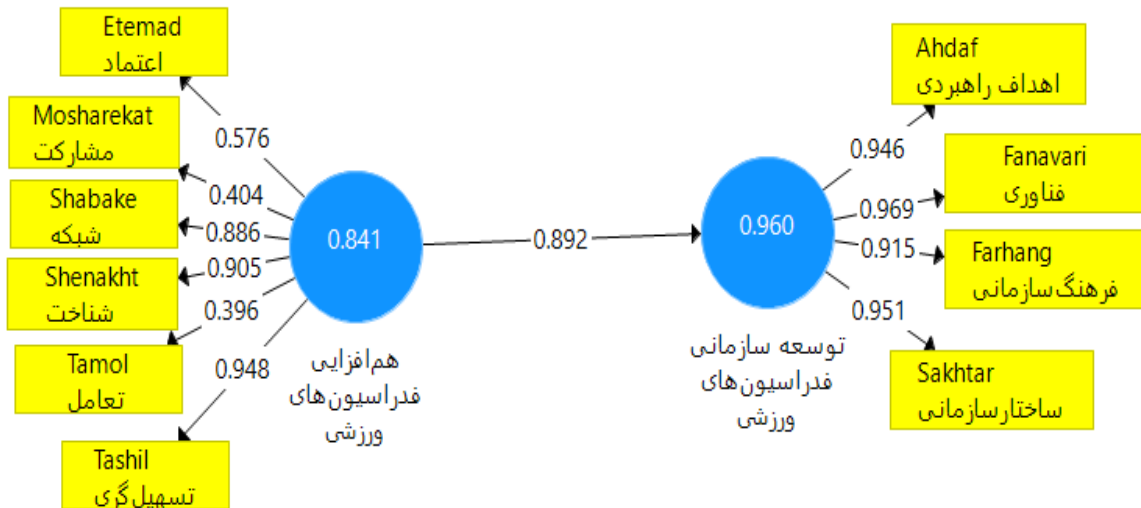 Etemad
اعتماد
Mosharekat
مشارکت
Shabake
شبکه
Shenakht
شناخت
Tamol
تعامل
Tashil
تسهیل‌گری
0.576
0.404
0.886
0.905
0.396
0.948
0.841
هم‌افزایی
فدراسیون‌های
ورزشی
0.892
0.960
توسعه سازمانی
فدراسیون‌های
ورزشی
0.946
0.969
0.915
0.951
Ahdaf
اهداف راهبردی
Fanavari
فناوری
Farhang
فرهنگ‌سازمانی
Sakhtar
ساختارسازمانی